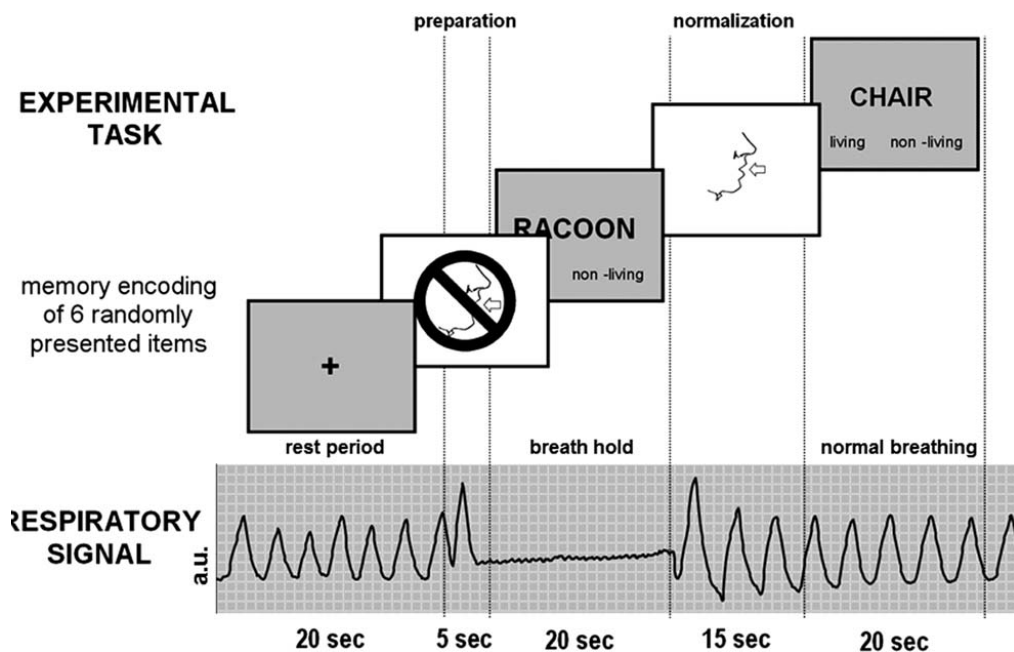 preparation
normalization
EXPERIMENTAL
TASK
CHAIR
living non -living
RACOON
non -living
memory encoding
of 6 randomly
presented items
+
rest period
breath hold
normal breathing
RESPIRATORY
SIGNAL
a.u.
20 sec
5 sec
20 sec
15 sec
20 sec